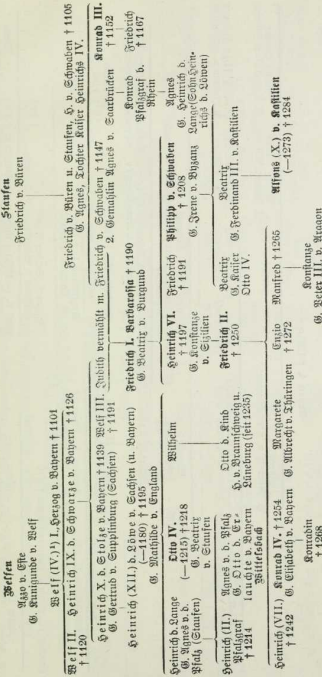 Welfen
Azzo v. Este
G. Kunigunde v. Welf
Welf (IV.) I., Herzog v. Bayern † 1101
Welf II. † 1120
Heinrich IX. d. Schwarze v. Bayern † 1126
Heinrich X. d. Stolze v. Bayern † 1139
G. Gertrud v. Supplinburg (Sachsen)
Welf III. † 1191
Judith vermählt m. Friedrich v. Schwaben † 1147
2. Gemahlin Agnes v. Saarbrücken
Heinrich (XII.) d. Löwe v. Sachsen (u. Bayern)
(—1180) † 1195
G. Mathilde v. England
Heinrich d. Lange
G. Agnes v. d. Pfalz (Staufen)
Otto IV.
(—1215) † 1218
G. Beatrix v. Staufen
Wilhelm
Heinrich (II.) Pfalzgraf † 1214
Agnes v. d. Pfalz
G. Otto d. Erlauchte v. Bayern
Wittelsbach
Otto d. Kind
H. v. Braunschweig u. Lüneburg (seit 1235)
Staufen
Friedrich v. Büren
Friedrich v. Büren u. Staufen, H. v. Schwaben † 1105
G. Agnes, Tochter Kaiser Heinrichs IV.
Konrad III. † 1152
Friedrich † 1167
Friedrich I. Barbarossa † 1190
G. Beatrix v. Burgund
Konrad
Pfalzgraf b. Rhein
Heinrich VI. † 1197
G. Konstanze v. Sizilien
Friedrich † 1191
Philipp v. Schwaben † 1208
G. Irene v. Byzanz
Agnes
G. Heinrich d. Lange (Sohn Heinrichs d. Löwen)
Friedrich II. † 1250
Beatrix
G. Kaiser Otto IV.
Beatrix
G. Ferdinand III. v. Kastilien
Heinrich (VII.) † 1242
Konrad IV. † 1254
G. Elisabeth v. Bayern
Margarete
G. Albrecht v. Thüringen
Enzio † 1272
Manfred † 1265
Alfons (X.) v. Kastilien
(—1273) † 1284
Konradin † 1268
Konstanze
G. Peter III. v. Aragon